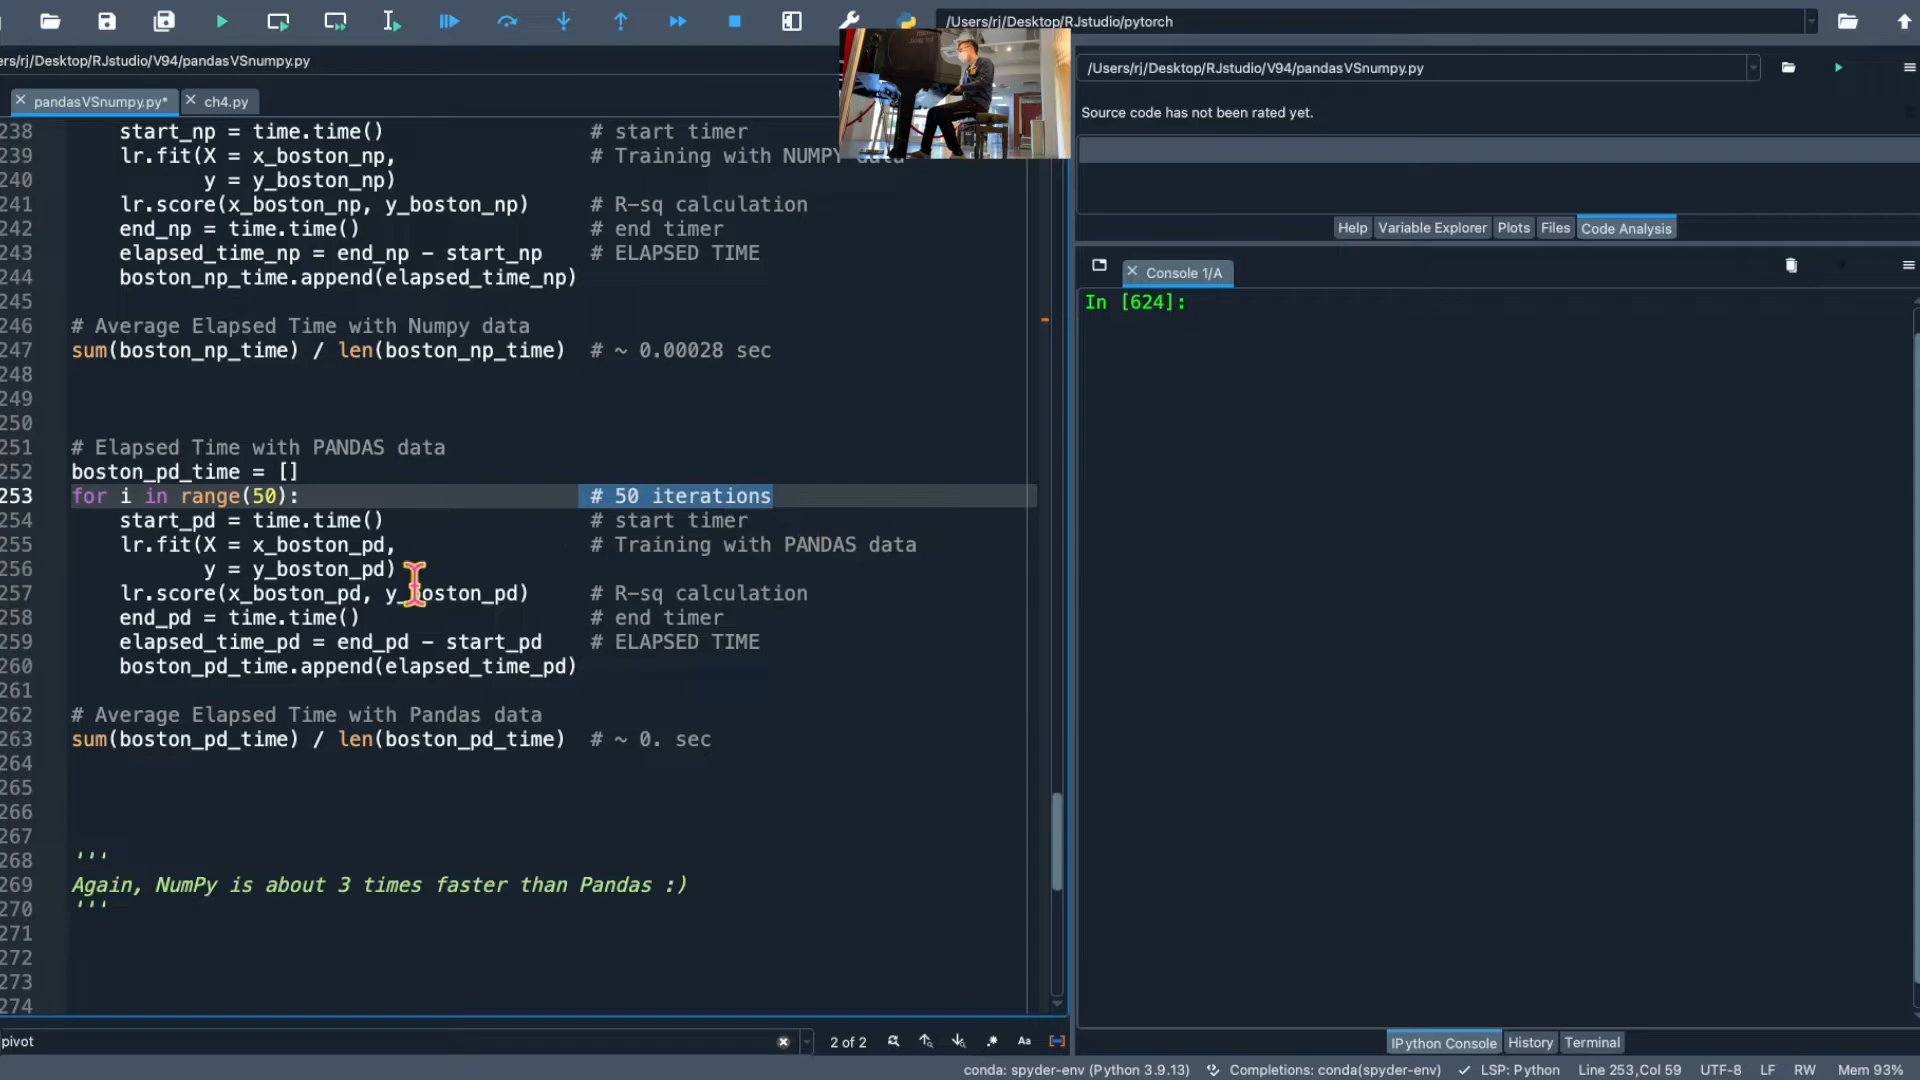 /Users/rj/Desktop/RJstudio/pytorch
ers/rj/Desktop/RJstudio/V94/pandasVSnumpy.py
pandasVSnumpy.py*
ch4.py
238 start_np = time.time() # start timer
239 lr.fit(X = x_boston_np, # Training with NUMPY data
240 y = y_boston_np)
241 lr.score(x_boston_np, y_boston_np) # R-sq calculation
242 end_np = time.time() # end timer
243 elapsed_time_np = end_np - start_np # ELAPSED TIME
244 boston_np_time.append(elapsed_time_np)
245
246 # Average Elapsed Time with Numpy data
247 sum(boston_np_time) / len(boston_np_time) # ~ 0.00028 sec
248
249
250
251 # Elapsed Time with PANDAS data
252 boston_pd_time = []
253 for i in range(50): # 50 iterations
254 start_pd = time.time() # start timer
255 lr.fit(X = x_boston_pd, # Training with PANDAS data
256 y = y_boston_pd)
257 lr.score(x_boston_pd, y_boston_pd) # R-sq calculation
258 end_pd = time.time() # end timer
259 elapsed_time_pd = end_pd - start_pd # ELAPSED TIME
260 boston_pd_time.append(elapsed_time_pd)
261
262 # Average Elapsed Time with Pandas data
263 sum(boston_pd_time) / len(boston_pd_time) # ~ 0. sec
264
265
266
267
268 '''
269 Again, NumPy is about 3 times faster than Pandas :)
270 '''
271
272
273
274
pivot
2 of 2
Aa
/Users/rj/Desktop/RJstudio/V94/pandasVSnumpy.py
Source code has not been rated yet.
Help Variable Explorer Plots Files Code Analysis
Console 1/A
In [624]:
IPython Console History Terminal
conda: spyder-env (Python 3.9.13) Completions: conda(spyder-env) LSP: Python Line 253,Col 59 UTF-8 LF RW Mem 93%